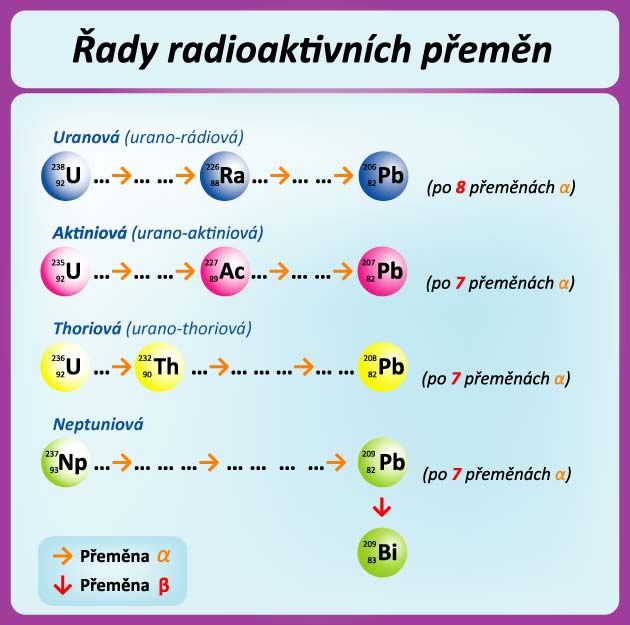 Řady radioaktivních přeměn
Uranová (urano-rádiová)
238 92 U ... → ... ... → 226 88 Ra ... → ... ... → 206 82 Pb (po 8 přeměnách α)
Aktiniová (urano-aktiniová)
235 92 U ... → ... ... → 227 89 Ac ... → ... ... → 207 82 Pb (po 7 přeměnách α)
Thoriová (urano-thoriová)
236 92 U ... → 232 90 Th ... → ... ... ... → ... ... 208 82 Pb (po 7 přeměnách α)
Neptuniová
237 93 Np ... → ... ... → ... ... ... ... → 209 82 Pb (po 7 přeměnách α)
↓
209 83 Bi
→ Přeměna α
↓ Přeměna β